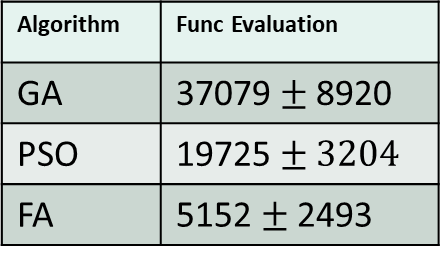 Algorithm Func Evaluation
GA 37079 ± 8920
PSO 19725 ± 3204
FA 5152 ± 2493